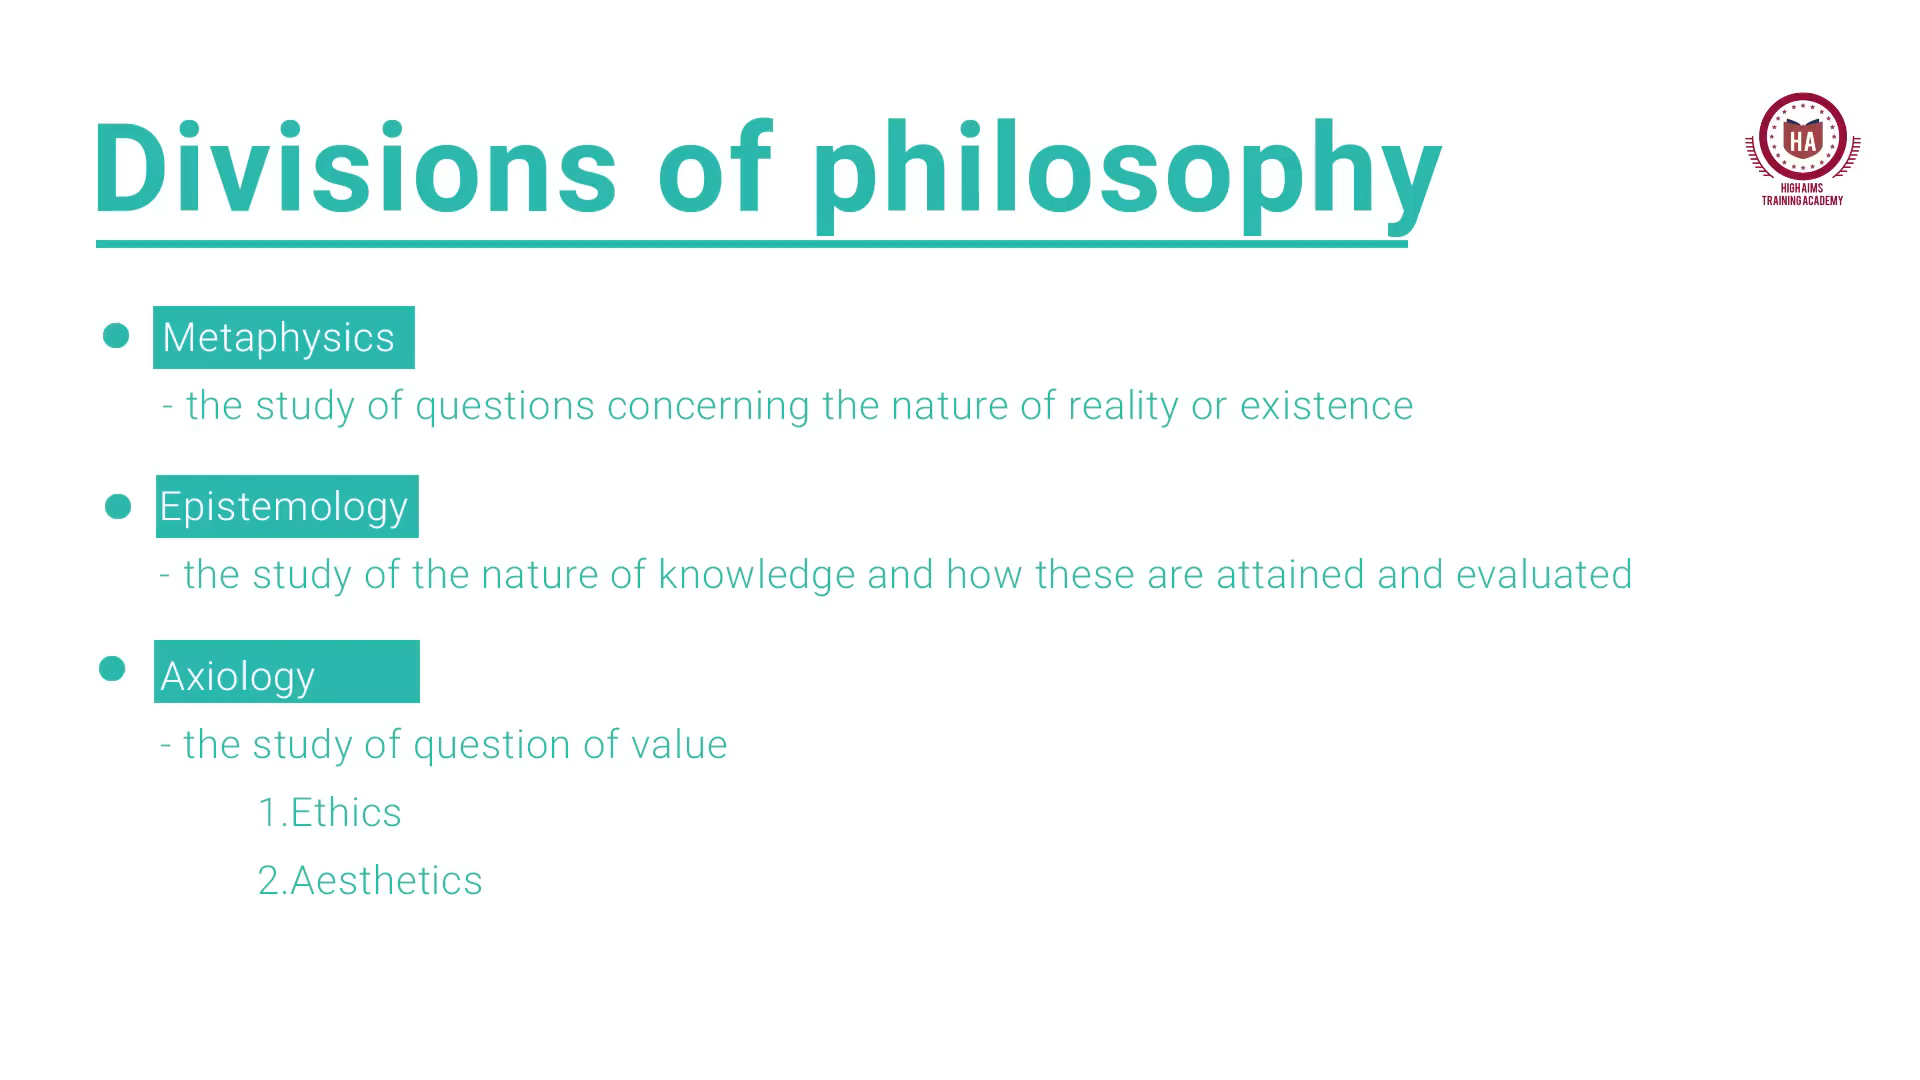 Divisions of philosophy
HA
HIGH AIMS
TRAINING ACADEMY
Metaphysics
- the study of questions concerning the nature of reality or existence
Epistemology
- the study of the nature of knowledge and how these are attained and evaluated
Axiology
- the study of question of value
1.Ethics
2.Aesthetics